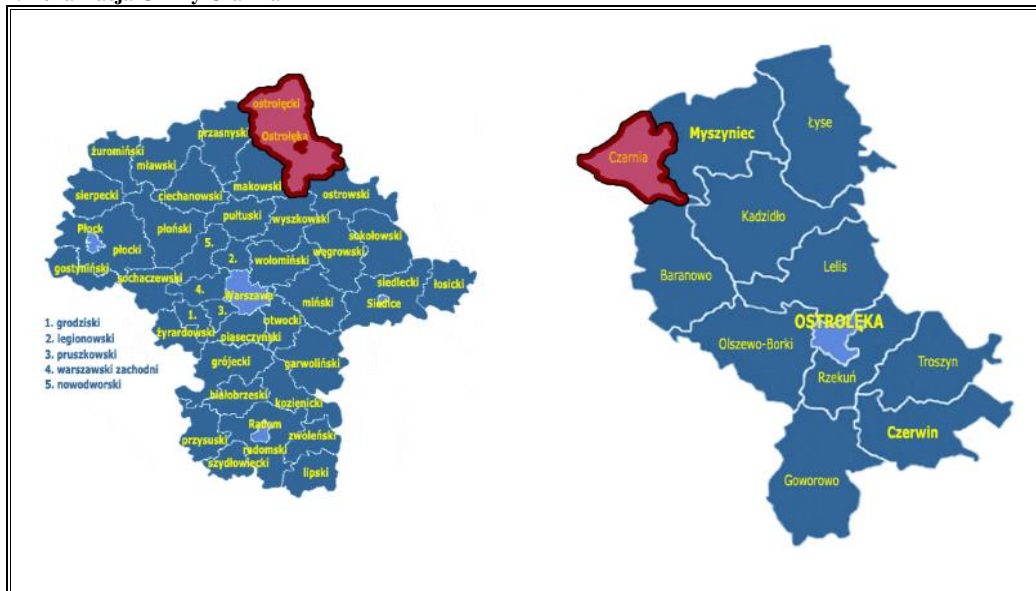 ostrołęcki
przasnyski
Ostrołęka
żuromiński
mławski
makowski
sierpecki
ciechanowski
ostrowski
pułtuski
wyszkowski
Płock
płoński
5.
sokołowski
płocki
węgrowski
2.
wołomiński
gostyniński
sochaczewski
siedlecki
łosicki
4.
Warszawa
miński
Siedlce
1.
3.
otwocki
żyrardowski
piaseczyński
1. grodziski
2. legionowski
3. pruszkowski
4. warszawski zachodni
5. nowodworski
grójecki
garwoliński
białobrzeski
kozienicki
Radom
przysuski
zwoleński
radomski
szydłowiecki
lipski
Łyse
Myszyniec
Czarnia
Kadzidło
Baranowo
Lelis
OSTROŁĘKA
Olszewo-Borki
Troszyn
Rzekuń
Czerwin
Goworowo